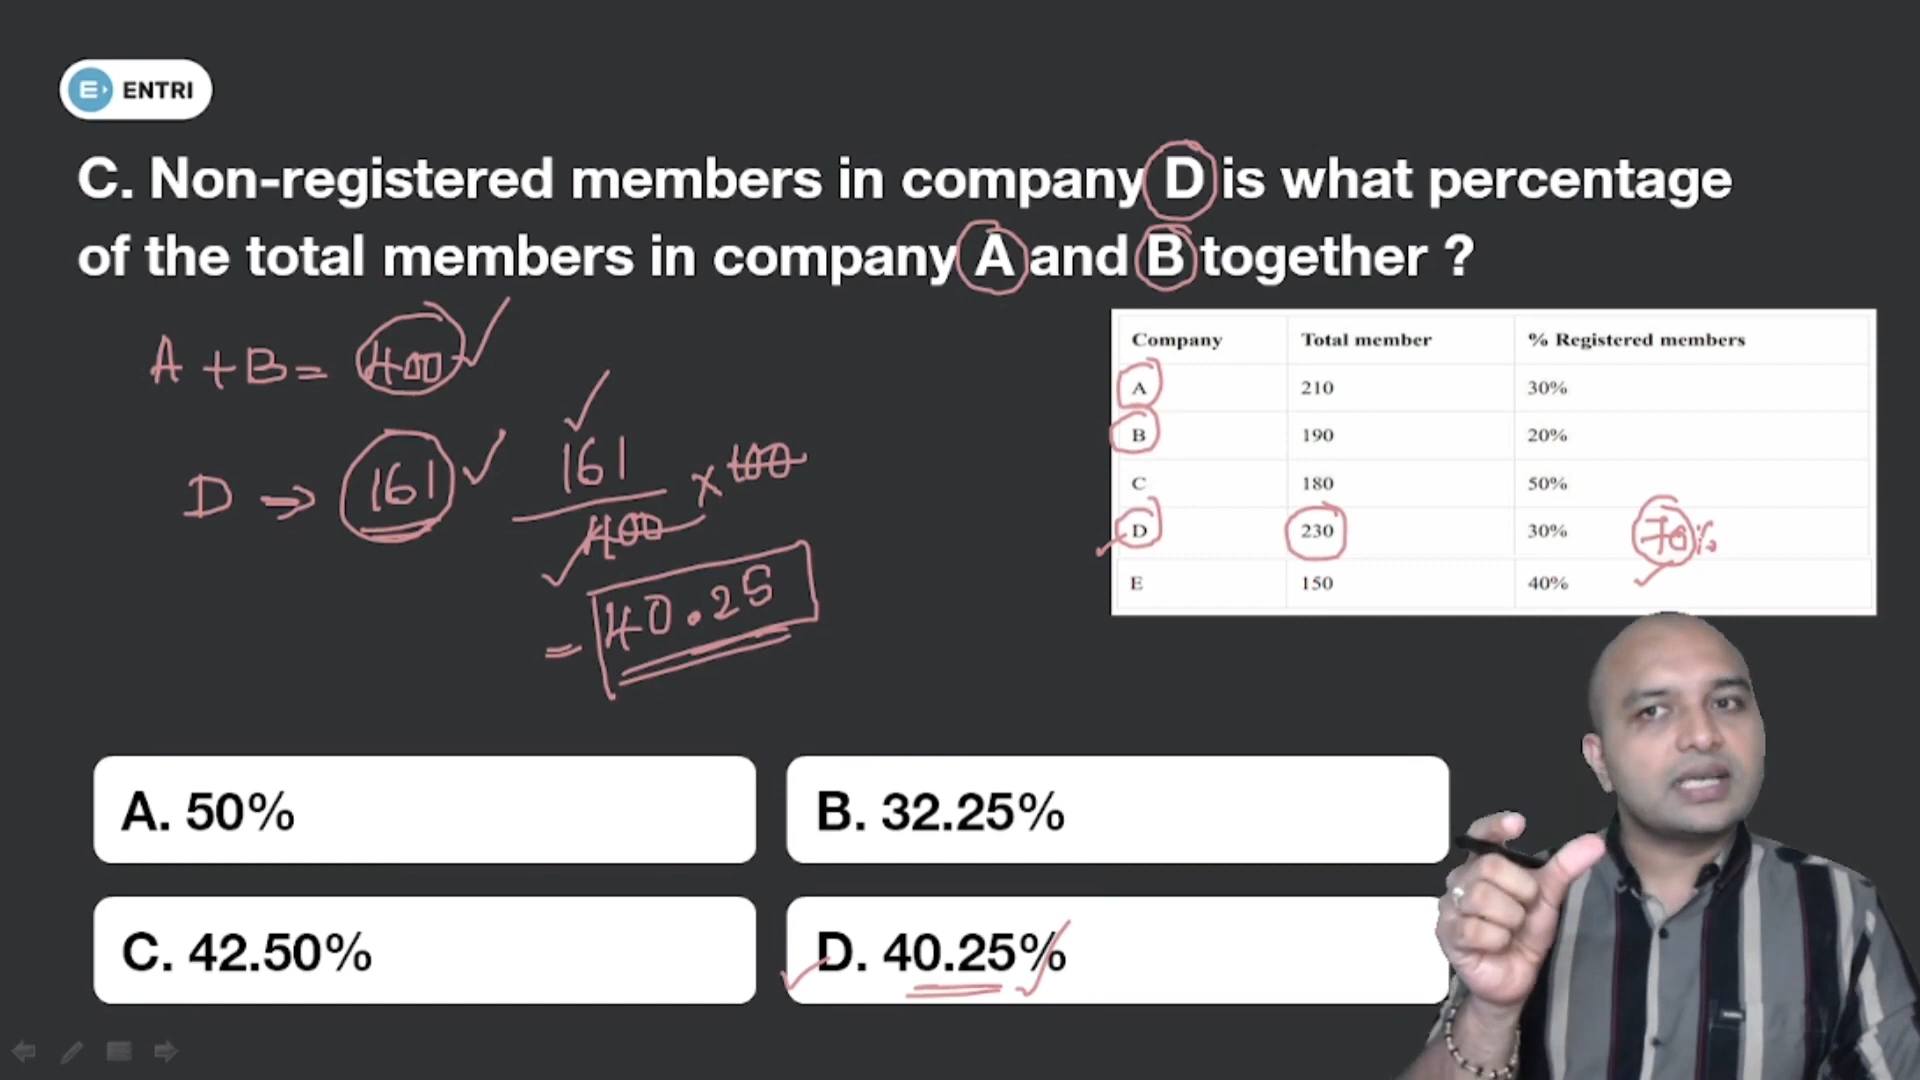 ENTRI
C. Non-registered members in company D is what percentage
of the total members in company A and B together ?
A + B = 400
D ⇒ 161
161
400
× 100
= 40.25
Company Total member % Registered members
A 210 30%
B 190 20%
C 180 50%
D 230 30% 70%
E 150 40%
A. 50%
B. 32.25%
C. 42.50%
D. 40.25%